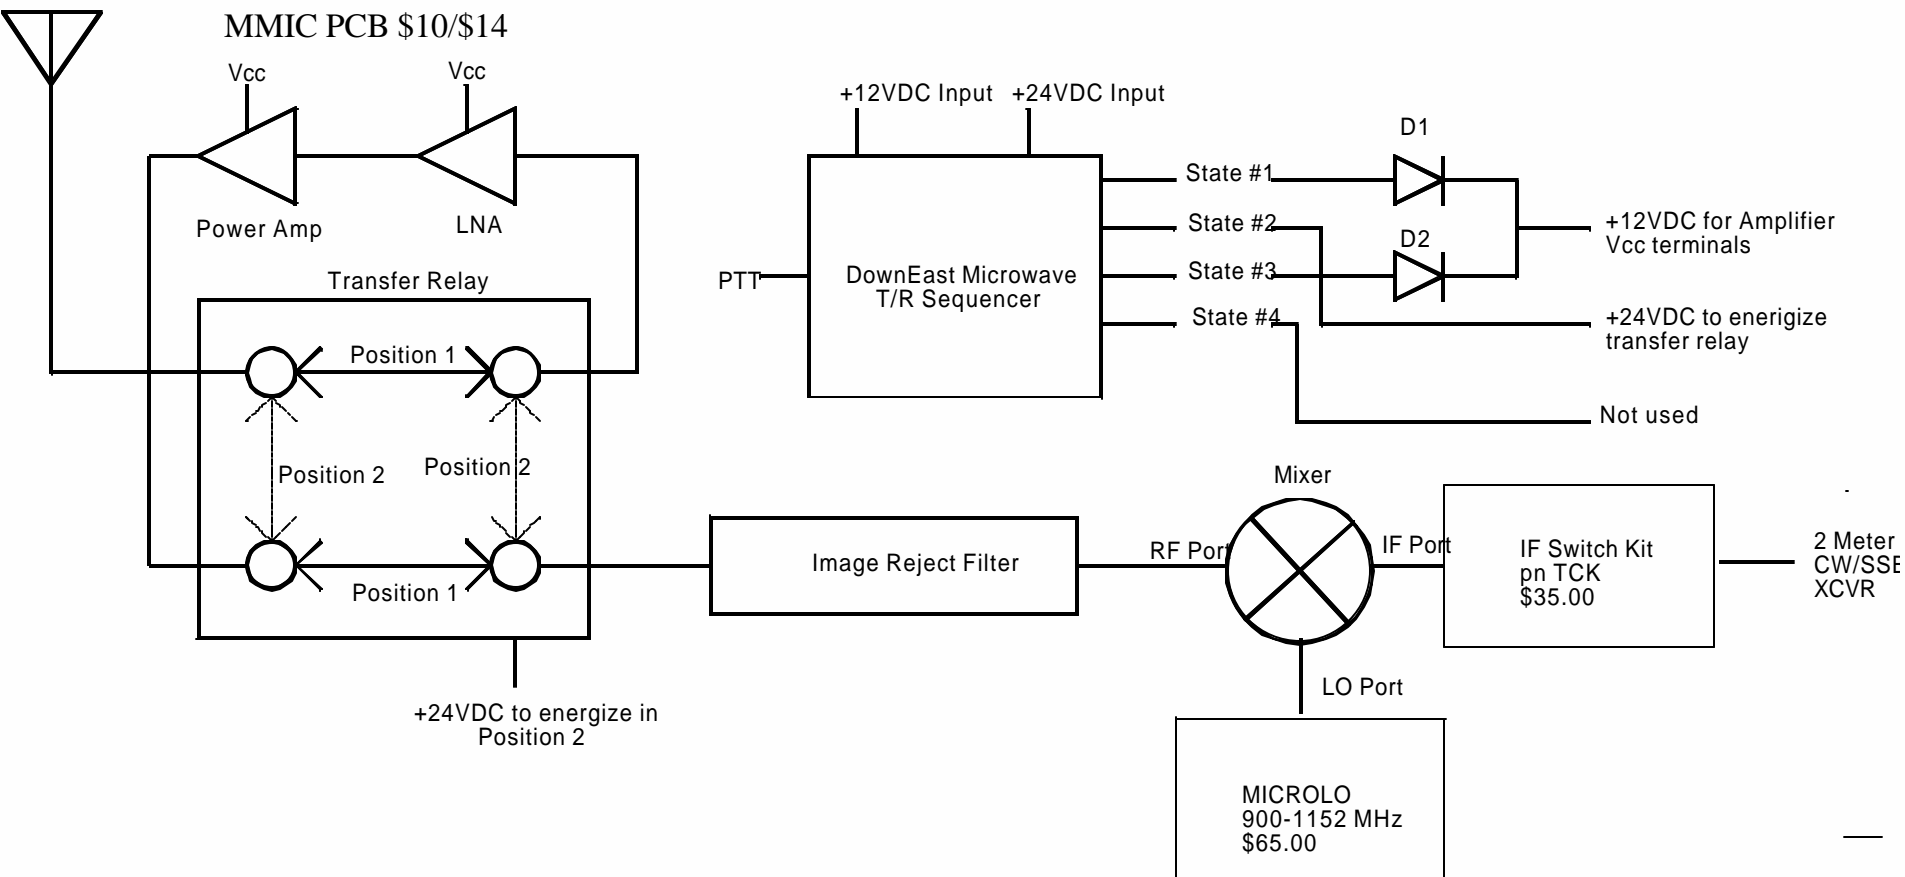 MMIC PCB $10/$14
Vcc
Vcc
Power Amp
LNA
Transfer Relay
Position 1
Position 2
Position 2
Position 1
+24VDC to energize in
Position 2
+12VDC Input
+24VDC Input
PTT
DownEast Microwave
T/R Sequencer
State #1
State #2
State #3
State #4
D1
D2
+12VDC for Amplifier
Vcc terminals
+24VDC to enerigize
transfer relay
Not used
Image Reject Filter
Mixer
RF Port
IF Port
LO Port
IF Switch Kit
pn TCK
$35.00
2 Meter
CW/SSB
XCVR
MICROLO
900-1152 MHz
$65.00